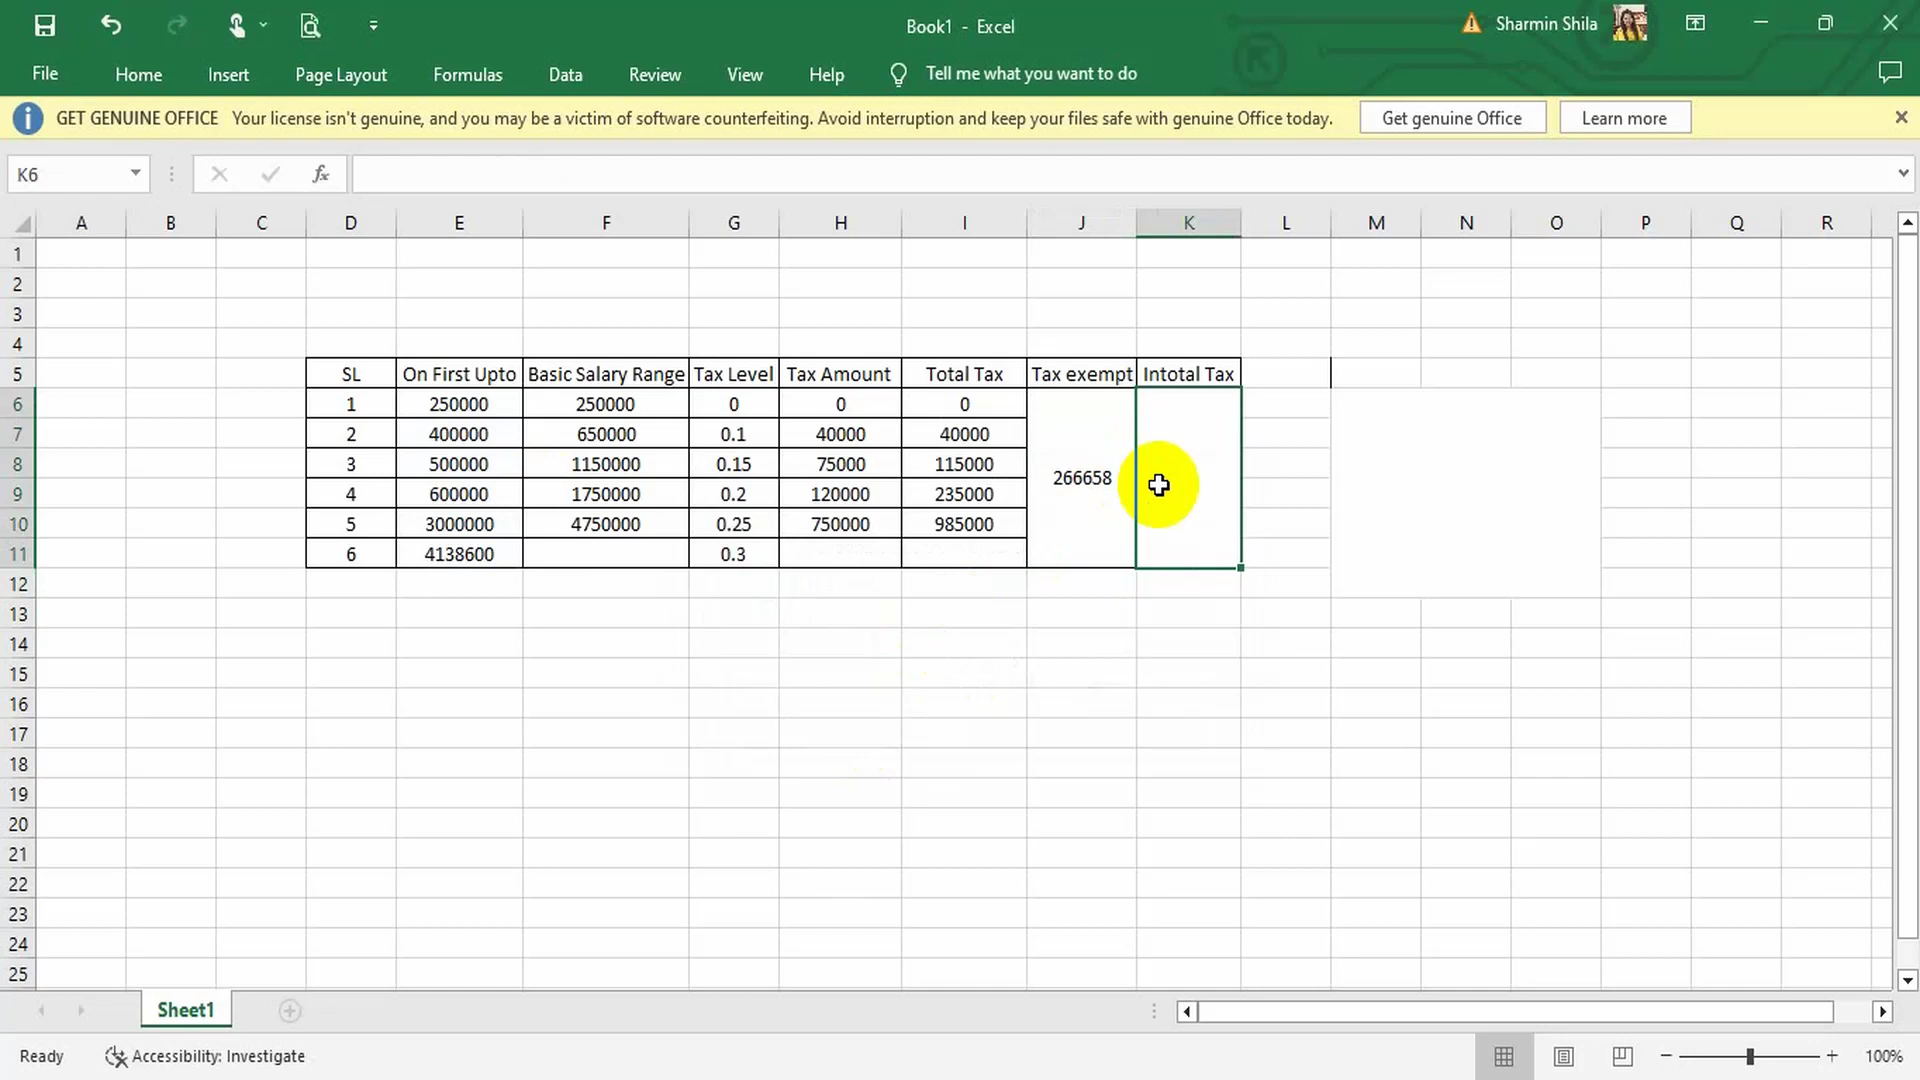 Book1 - Excel
Sharmin Shila
File Home Insert Page Layout Formulas Data Review View Help Tell me what you want to do
GET GENUINE OFFICE Your license isn't genuine, and you may be a victim of software counterfeiting. Avoid interruption and keep your files safe with genuine Office today. Get genuine Office Learn more
K6 fx
A B C D E F G H I J K L M N O P Q R
1
2
3
4
5 SL On First Upto Basic Salary Range Tax Level Tax Amount Total Tax Tax exempt Intotal Tax
6 1 250000 250000 0 0 0
7 2 400000 650000 0.1 40000 40000
8 3 500000 1150000 0.15 75000 115000
266658
9 4 600000 1750000 0.2 120000 235000
10 5 3000000 4750000 0.25 750000 985000
11 6 4138600 0.3
12
13
14
15
16
17
18
19
20
21
22
23
24
25
Sheet1
Ready Accessibility: Investigate 100%